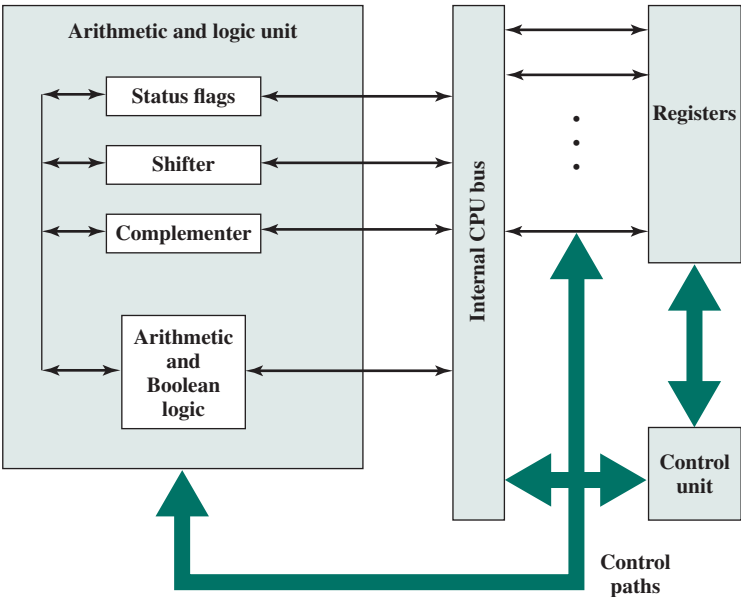 Arithmetic and logic unit
Status flags
Shifter
Complementer
Arithmetic
and
Boolean
logic
Internal CPU bus
Registers
Control
unit
Control
paths